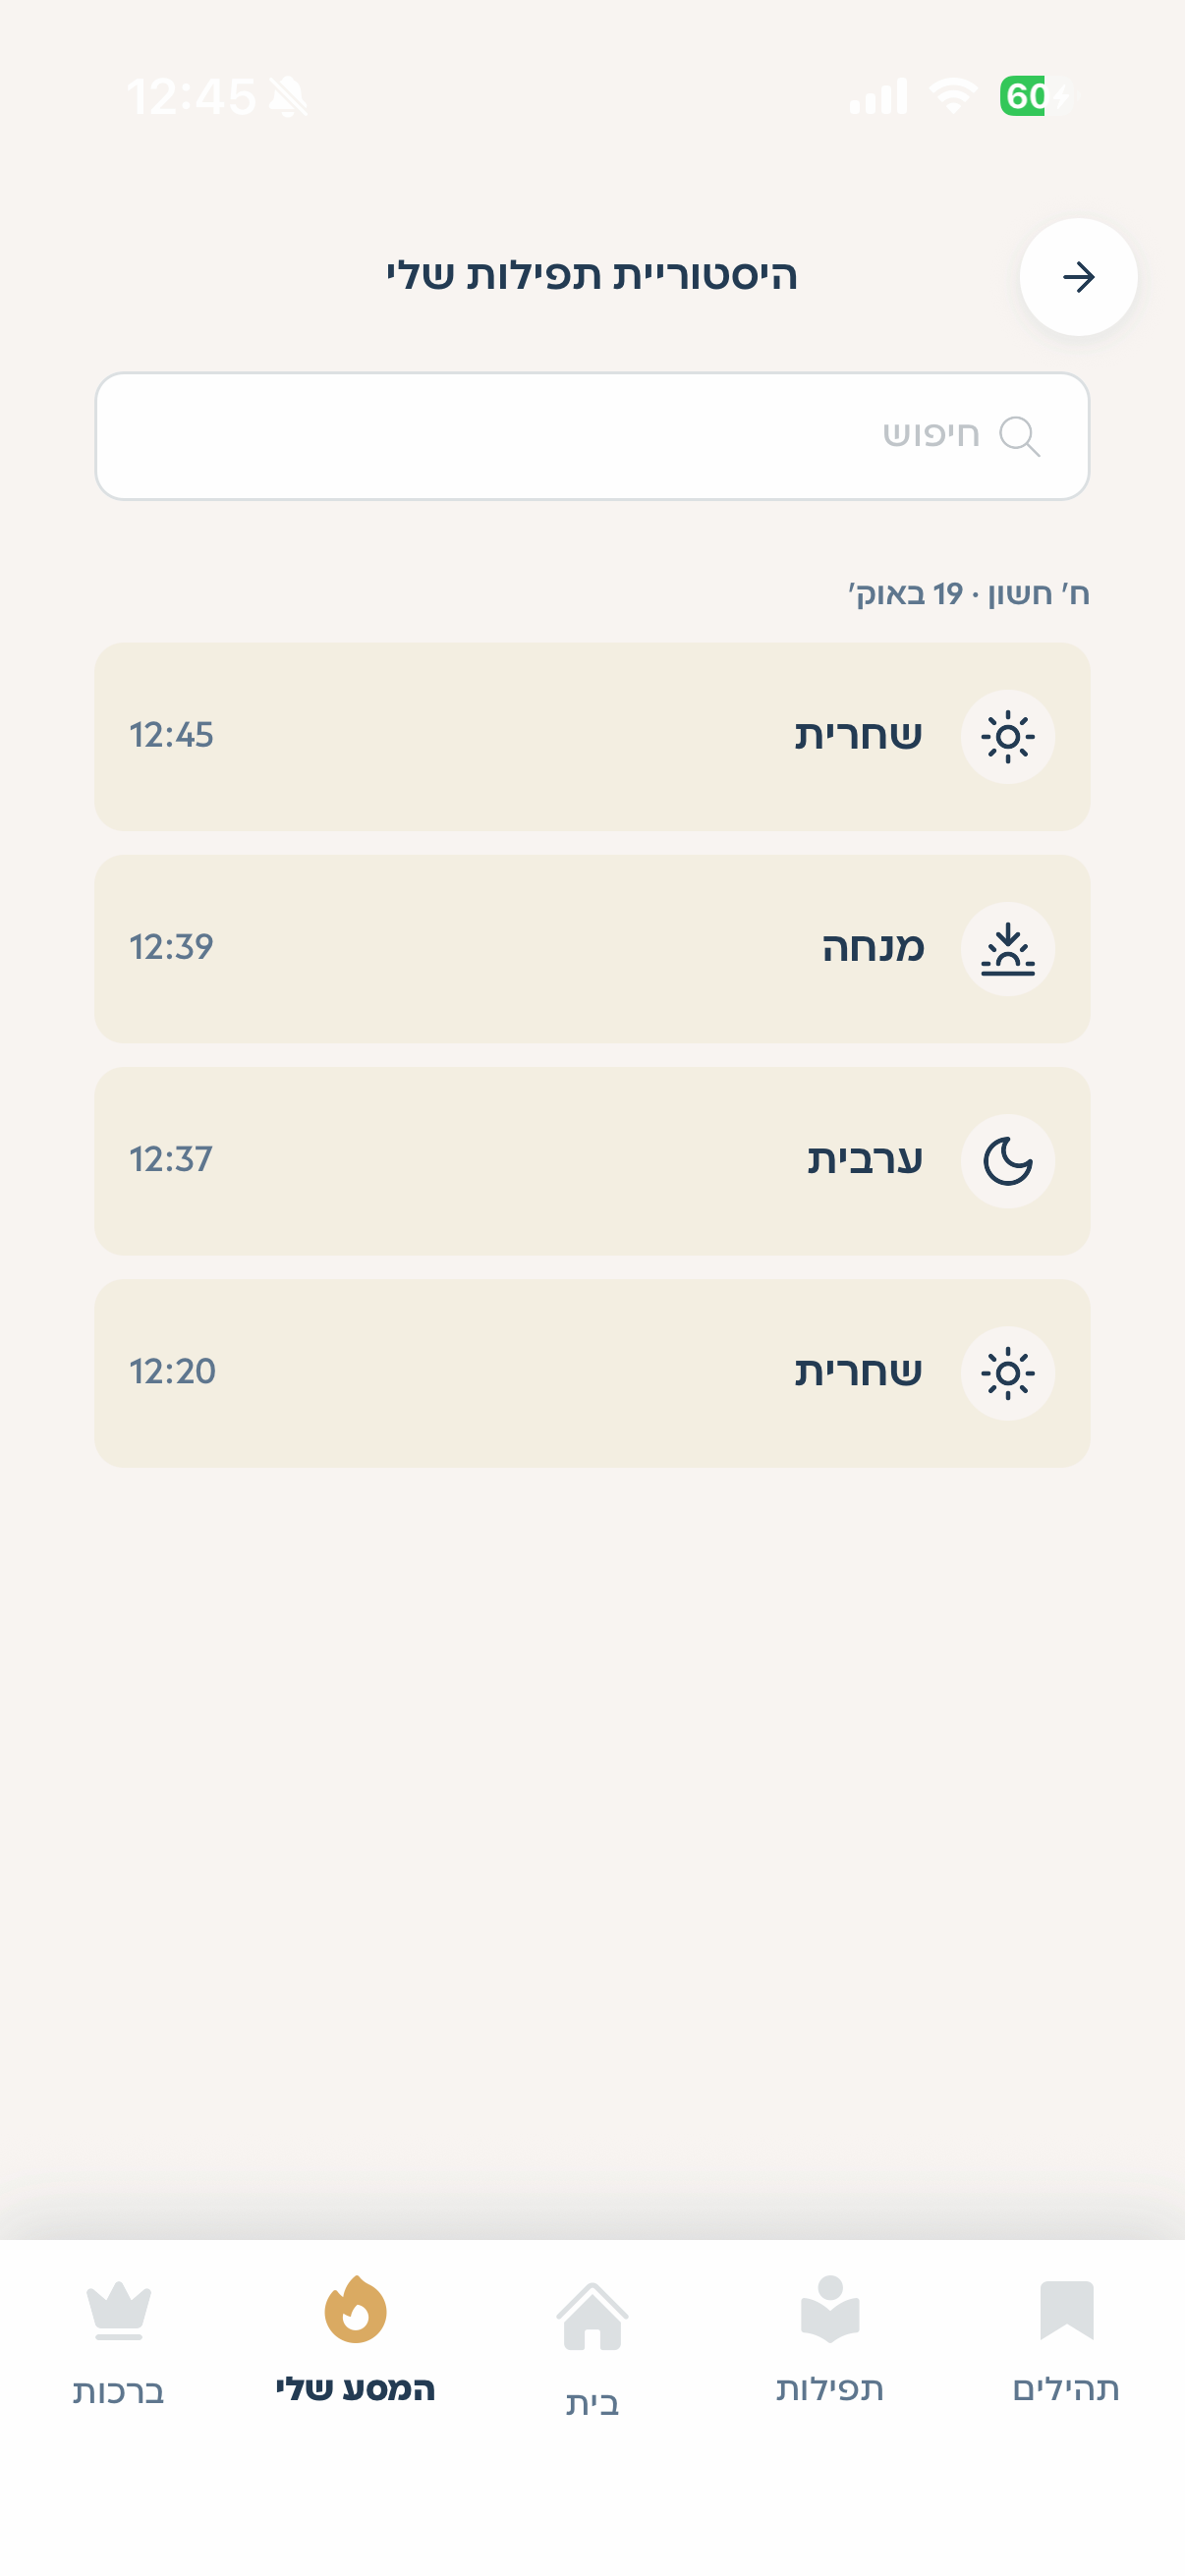 12:45
60
היסטוריית תפילות שלי
חיפוש
ח' חשון · 19 באוק'
שחרית 12:45
מנחה 12:39
ערבית 12:37
שחרית 12:20
תהילים
תפילות
בית
המסע שלי
ברכות